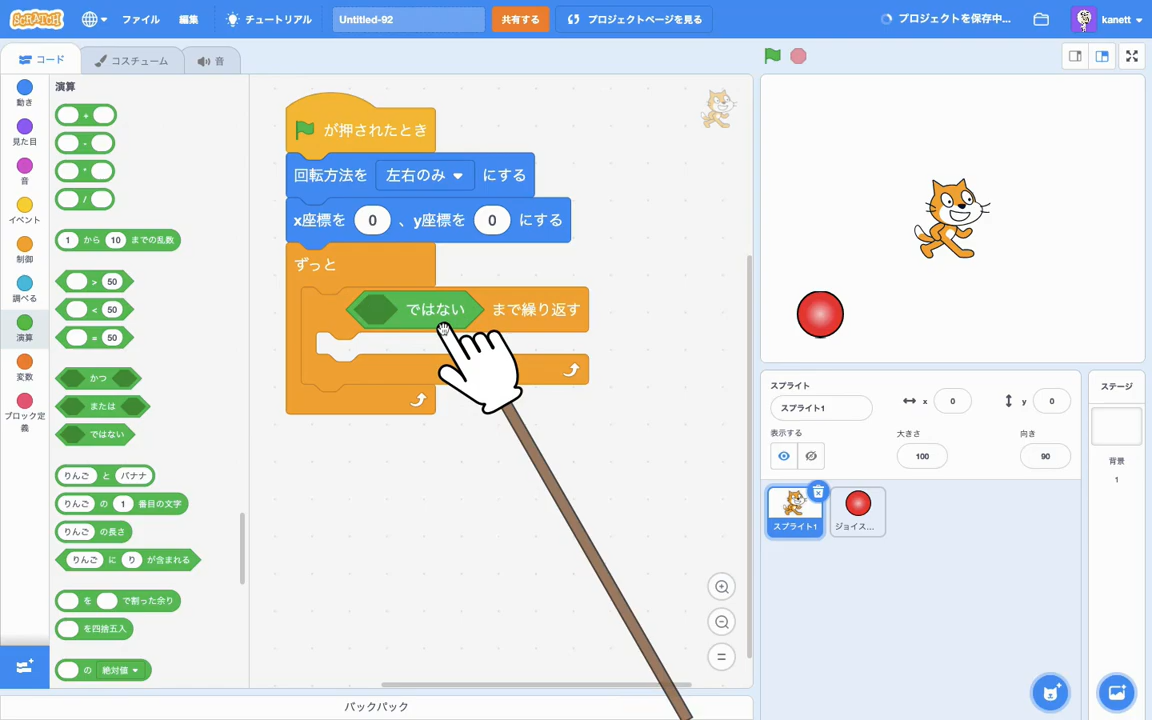 SCRATCH ファイル 編集 チュートリアル Untitled-92 共有する プロジェクトページを見る プロジェクトを保存中... kanett
コード コスチューム 音
動き
見た目
音
イベント
制御
調べる
演算
変数
ブロック定義
演算
+
-
*
/
1 から 10 までの乱数
> 50
< 50
= 50
かつ
または
ではない
りんご と バナナ
りんご の 1 番目の文字
りんご の長さ
りんご に り が含まれる
を で割った余り
を四捨五入
の 絶対値
が押されたとき
回転方法を 左右のみ にする
x座標を 0 、y座標を 0 にする
ずっと
ではない まで繰り返す
バックパック
スプライト
スプライト1
x 0
y 0
表示する
大きさ
100
向き
90
スプライト1
ジョイス...
ステージ
背景
1